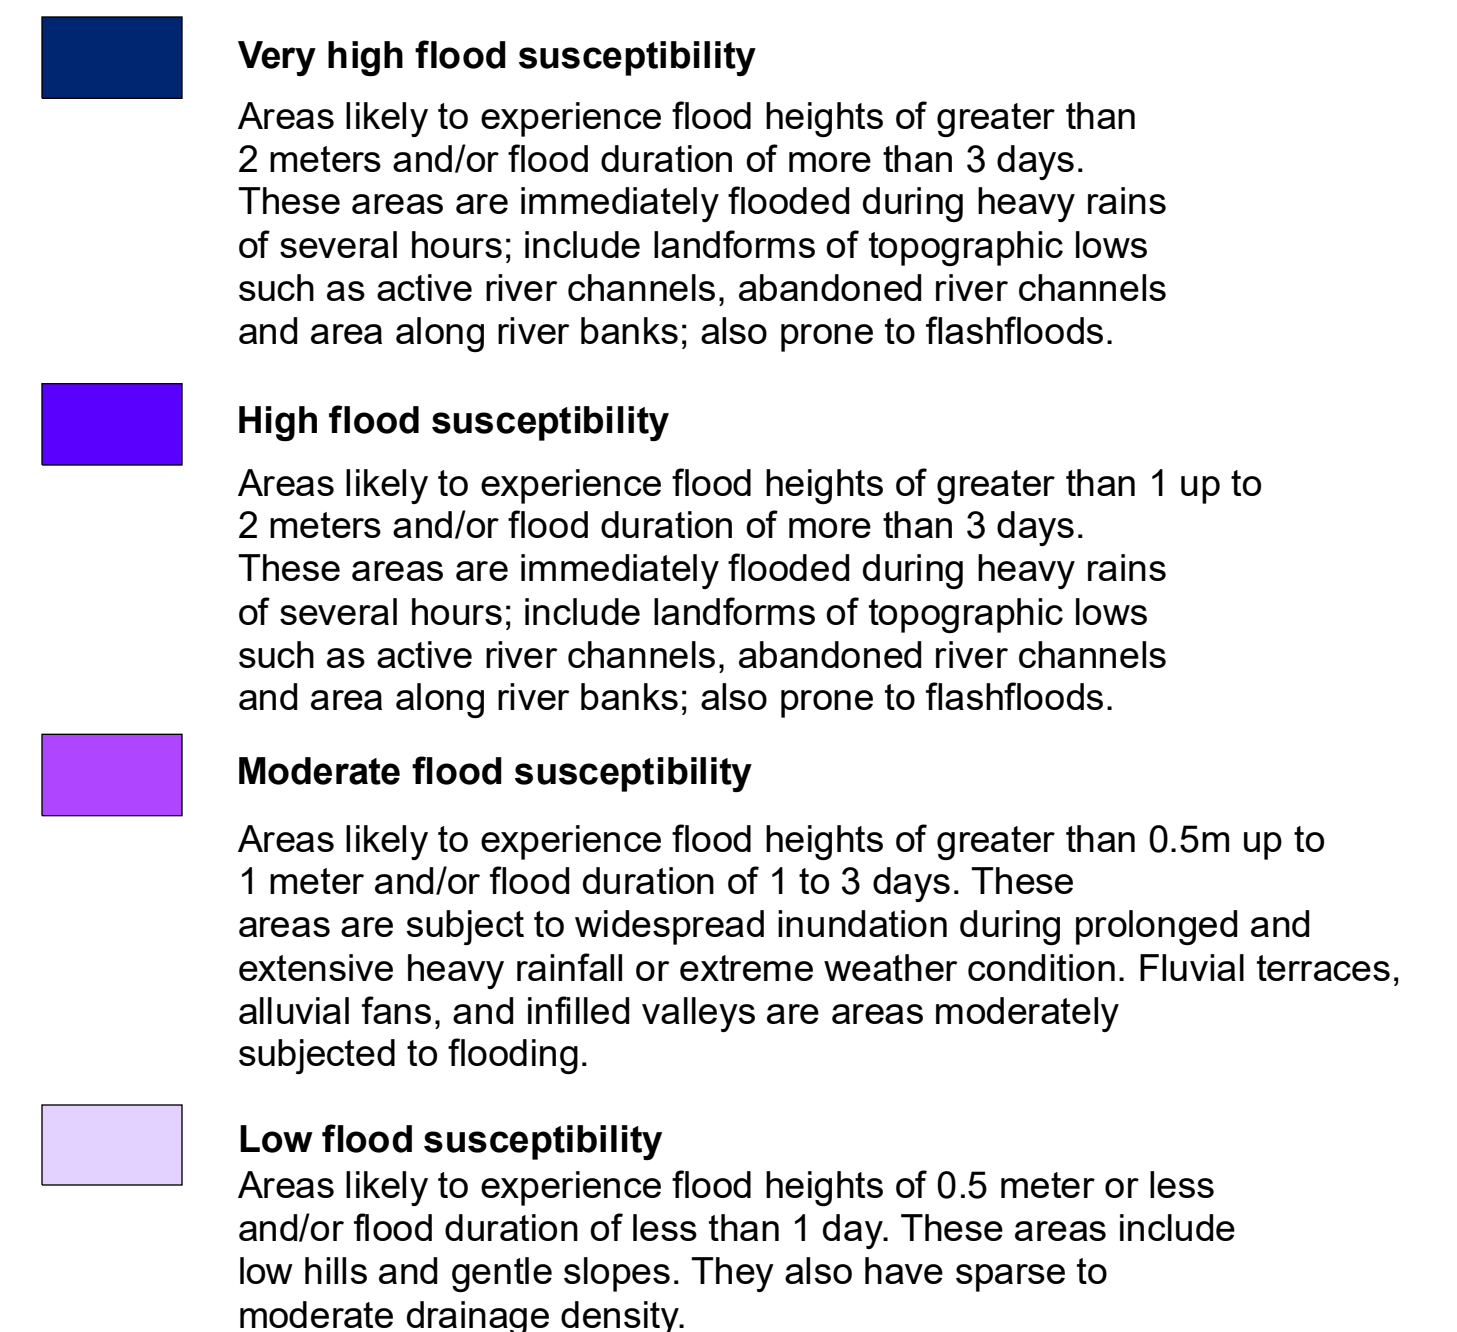 Very high flood susceptibility
Areas likely to experience flood heights of greater than
2 meters and/or flood duration of more than 3 days.
These areas are immediately flooded during heavy rains
of several hours; include landforms of topographic lows
such as active river channels, abandoned river channels
and area along river banks; also prone to flashfloods.
High flood susceptibility
Areas likely to experience flood heights of greater than 1 up to
2 meters and/or flood duration of more than 3 days.
These areas are immediately flooded during heavy rains
of several hours; include landforms of topographic lows
such as active river channels, abandoned river channels
and area along river banks; also prone to flashfloods.
Moderate flood susceptibility
Areas likely to experience flood heights of greater than 0.5m up to
1 meter and/or flood duration of 1 to 3 days. These
areas are subject to widespread inundation during prolonged and
extensive heavy rainfall or extreme weather condition. Fluvial terraces,
alluvial fans, and infilled valleys are areas moderately
subjected to flooding.
Low flood susceptibility
Areas likely to experience flood heights of 0.5 meter or less
and/or flood duration of less than 1 day. These areas include
low hills and gentle slopes. They also have sparse to
moderate drainage density.